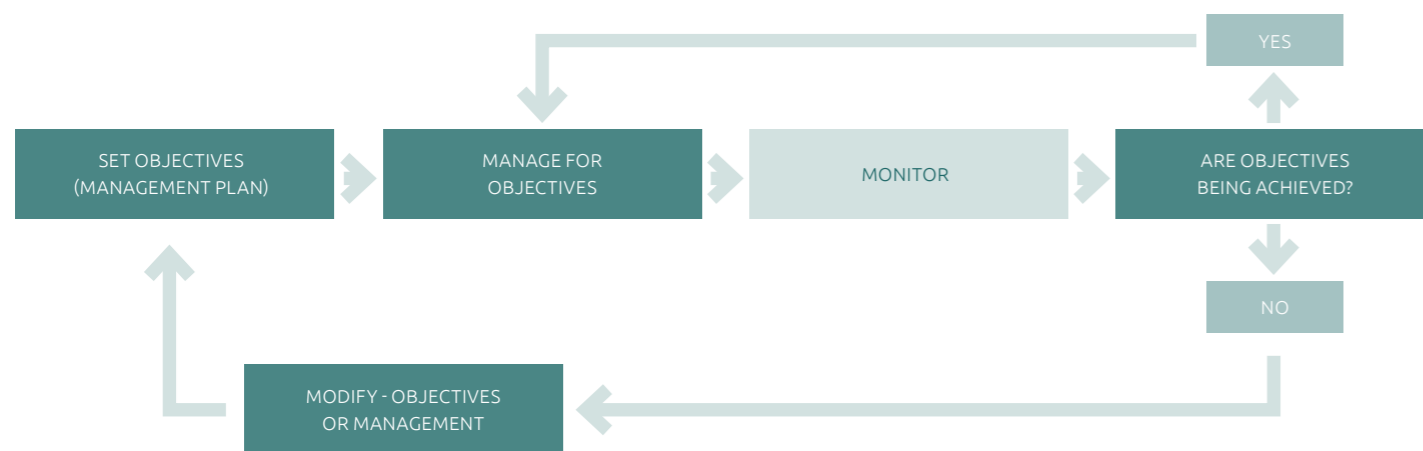 YES
SET OBJECTIVES
(MANAGEMENT PLAN)
MANAGE FOR
OBJECTIVES
MONITOR
ARE OBJECTIVES
BEING ACHIEVED?
NO
MODIFY - OBJECTIVES
OR MANAGEMENT